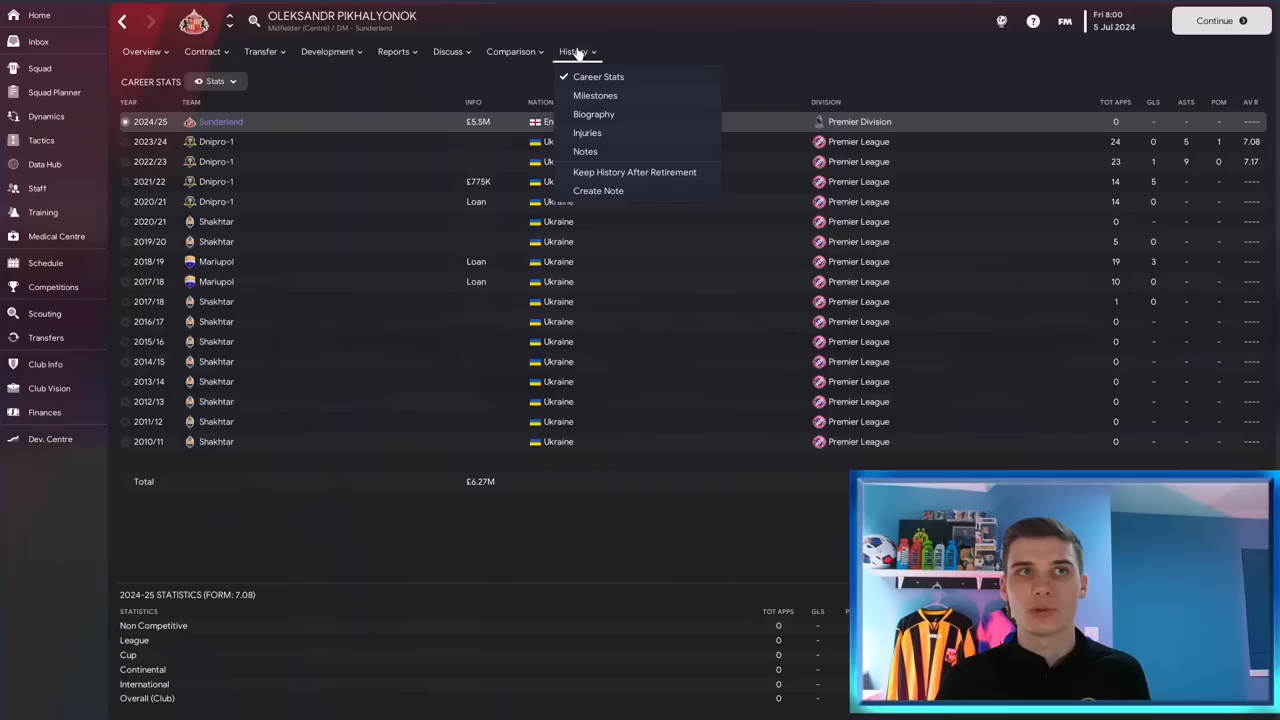 Home
OLEKSANDR PIKHALYONOK
Midfielder (Centre) / DM - Sunderland
FM
Fri 8:00
5 Jul 2024
Continue
Inbox
Squad
Squad Planner
Dynamics
Tactics
Data Hub
Staff
Training
Medical Centre
Schedule
Competitions
Scouting
Transfers
Club Info
Club Vision
Finances
Dev. Centre
Overview Contract Transfer Development Reports Discuss Comparison History
CAREER STATS Stats
Career Stats
Milestones
Biography
Injuries
Notes
Keep History After Retirement
Create Note
YEAR TEAM INFO NATION DIVISION TOT APPS GLS ASTS POM AV R
2024/25 Sunderland £5.5M En Premier Division 0 - - - ----
2023/24 Dnipro-1 Uk Premier League 24 0 5 1 7.08
2022/23 Dnipro-1 Uk Premier League 23 1 9 0 7.17
2021/22 Dnipro-1 £775K Uk Premier League 14 5 - - ----
2020/21 Dnipro-1 Loan Ukraine Premier League 14 0 - - ----
2020/21 Shakhtar Ukraine Premier League 0 - - - ----
2019/20 Shakhtar Ukraine Premier League 5 0 - - ----
2018/19 Mariupol Loan Ukraine Premier League 19 3 - - ----
2017/18 Mariupol Loan Ukraine Premier League 10 0 - - ----
2017/18 Shakhtar Ukraine Premier League 1 0 - - ----
2016/17 Shakhtar Ukraine Premier League 0 - - - ----
2015/16 Shakhtar Ukraine Premier League 0 - - - ----
2014/15 Shakhtar Ukraine Premier League 0 - - - ----
2013/14 Shakhtar Ukraine Premier League 0 - - - ----
2012/13 Shakhtar Ukraine Premier League 0 - - - ----
2011/12 Shakhtar Ukraine Premier League 0 - - - ----
2010/11 Shakhtar Ukraine Premier League 0 - - - ----
Total £6.27M
2024-25 STATISTICS (FORM: 7.08)
STATISTICS TOT APPS GLS
Non Competitive 0 -
League 0 -
Cup 0 -
Continental 0 -
International 0 -
Overall (Club) 0 -